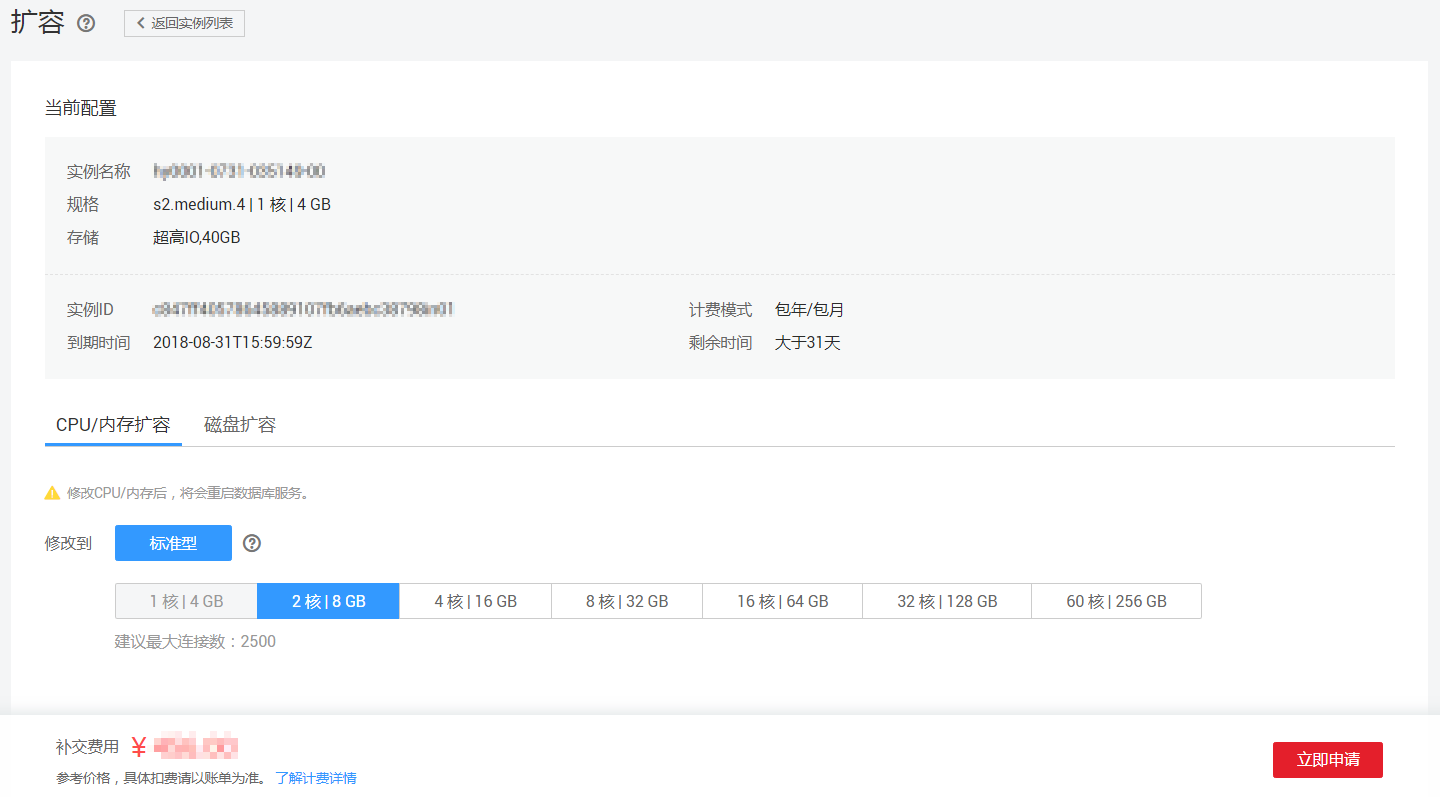 扩容
返回实例列表
当前配置
实例名称
规格 s2.medium.4 | 1 核 | 4 GB
存储 超高IO,40GB
实例ID
计费模式 包年/包月
到期时间 2018-08-31T15:59:59Z
剩余时间 大于31天
CPU/内存扩容 磁盘扩容
修改CPU/内存后，将会重启数据库服务。
修改到 标准型
1 核 | 4 GB 2 核 | 8 GB 4 核 | 16 GB 8 核 | 32 GB 16 核 | 64 GB 32 核 | 128 GB 60 核 | 256 GB
建议最大连接数：2500
补交费用 ¥
立即申请
参考价格，具体扣费请以账单为准。 了解计费详情